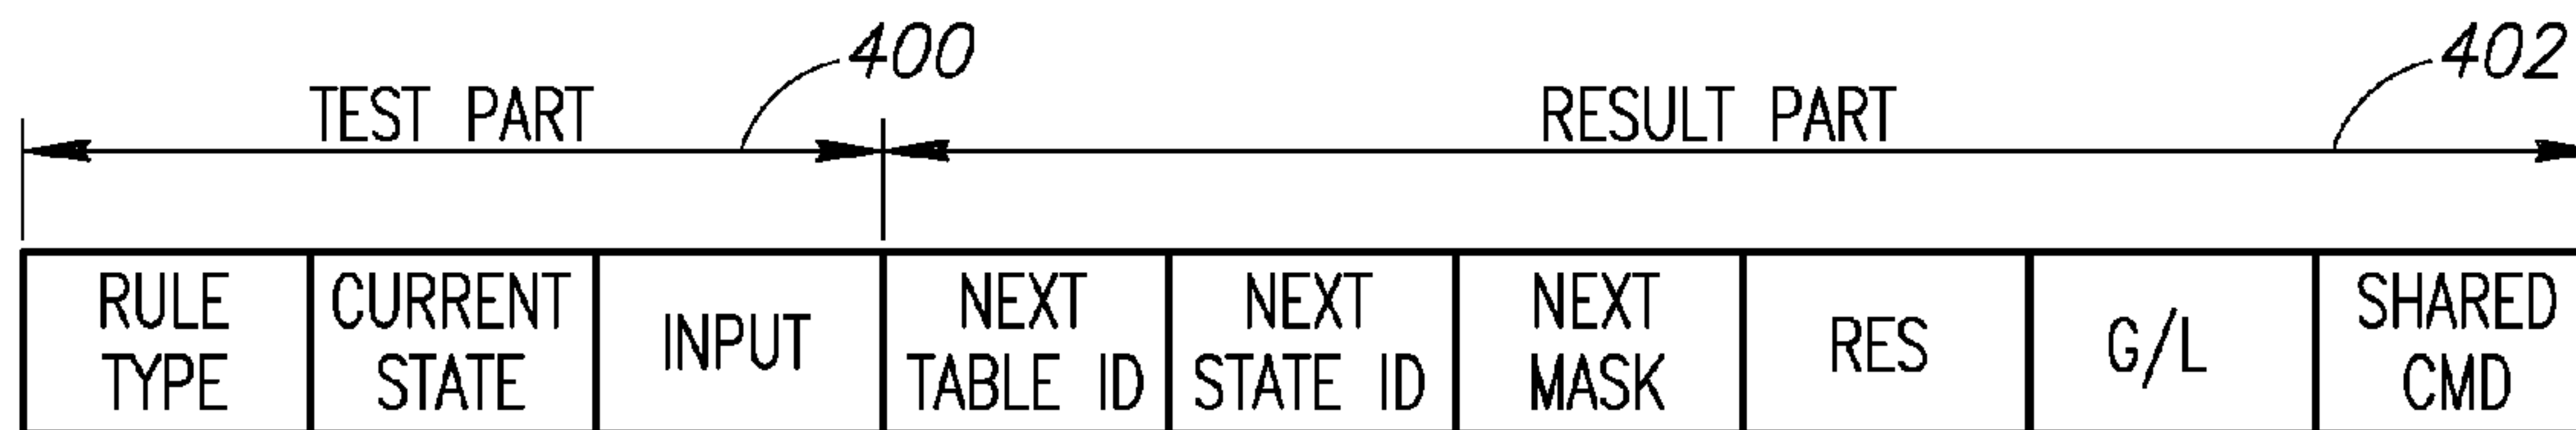 400
402
TEST PART
RESULT PART
RULE
TYPE
CURRENT
STATE
INPUT
NEXT
TABLE ID
NEXT
STATE ID
NEXT
MASK
RES
G/L
SHARED
CMD